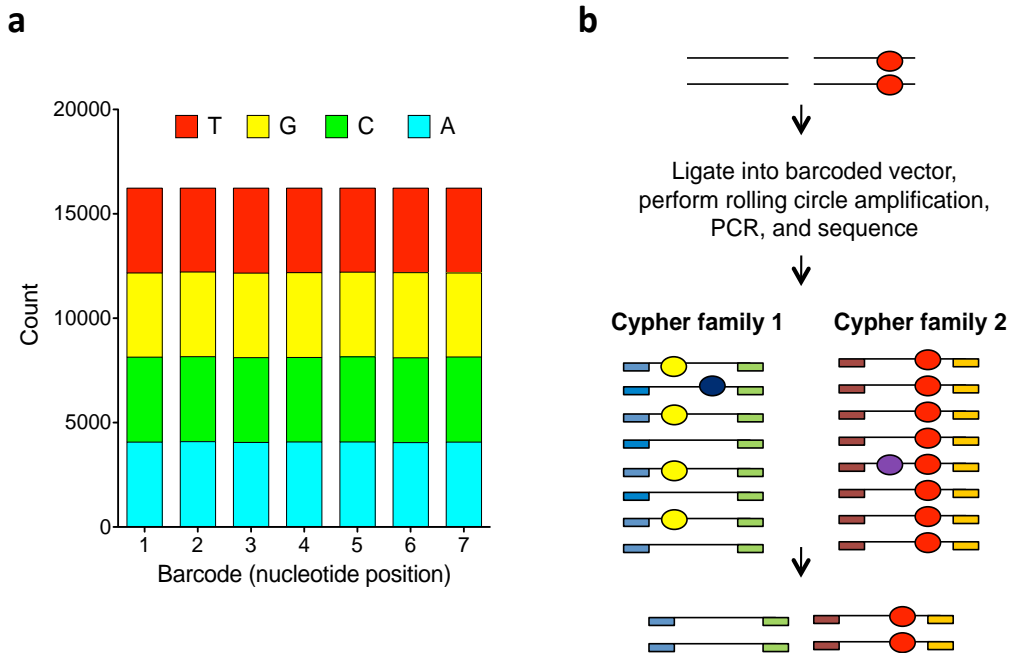 a
20000
T G C A
15000
10000
5000
0
Count
1 2 3 4 5 6 7
Barcode (nucleotide position)
b
Ligate into barcoded vector,
perform rolling circle amplification,
PCR, and sequence
Cypher family 1
Cypher family 2